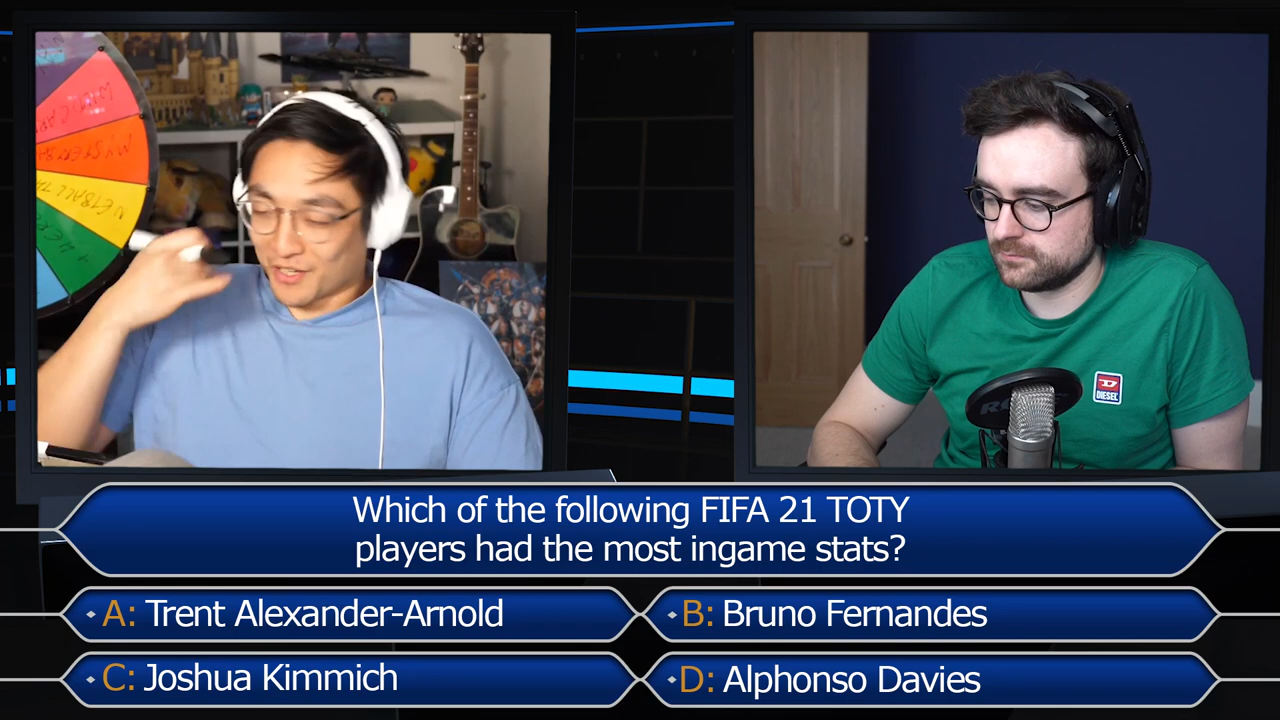 WILDCARD
DIESEL
Which of the following FIFA 21 TOTY
players had the most ingame stats?
A: Trent Alexander-Arnold
B: Bruno Fernandes
C: Joshua Kimmich
D: Alphonso Davies